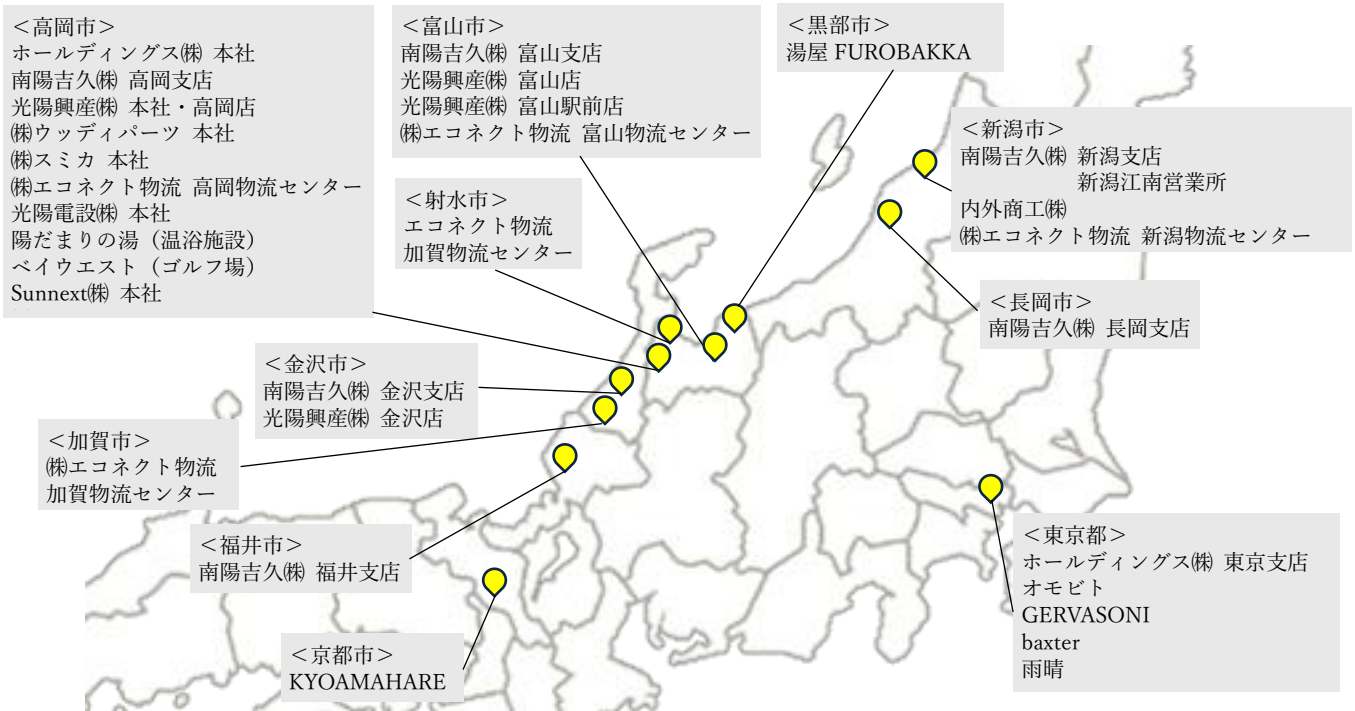 ＜高岡市＞
ホールディングス㈱ 本社
南陽吉久㈱ 高岡支店
光陽興産㈱ 本社・高岡店
㈱ウッディパーツ 本社
㈱スミカ 本社
㈱エコネクト物流 高岡物流センター
光陽電設㈱ 本社
陽だまりの湯（温浴施設）
ベイウエスト（ゴルフ場）
Sunnext㈱ 本社
＜富山市＞
南陽吉久㈱ 富山支店
光陽興産㈱ 富山店
光陽興産㈱ 富山駅前店
㈱エコネクト物流 富山物流センター
＜黒部市＞
湯屋 FUROBAKKA
＜新潟市＞
南陽吉久㈱ 新潟支店
新潟江南営業所
内外商工㈱
㈱エコネクト物流 新潟物流センター
＜射水市＞
エコネクト物流
加賀物流センター
＜長岡市＞
南陽吉久㈱ 長岡支店
＜金沢市＞
南陽吉久㈱ 金沢支店
光陽興産㈱ 金沢店
＜加賀市＞
㈱エコネクト物流
加賀物流センター
＜福井市＞
南陽吉久㈱ 福井支店
＜京都市＞
KYOAMAHARE
＜東京都＞
ホールディングス㈱ 東京支店
オモビト
GERVASONI
baxter
雨晴